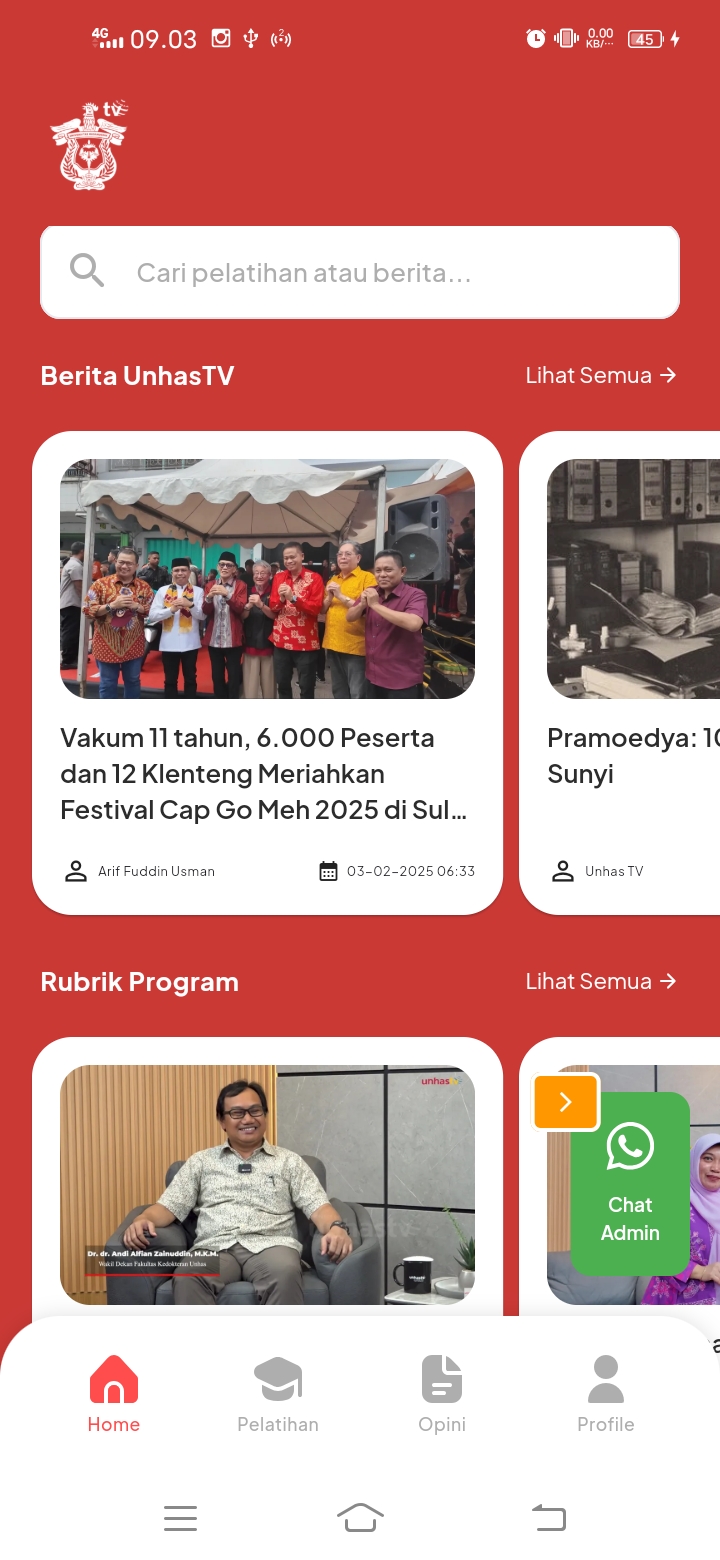 4G 09.03 2 0.00 KB/... 45
tv
Cari pelatihan atau berita...
Berita UnhasTV Lihat Semua →
Vakum 11 tahun, 6.000 Peserta
dan 12 Klenteng Meriahkan
Festival Cap Go Meh 2025 di Sul...
Arif Fuddin Usman 03-02-2025 06:33
Pramoedya: 10
Sunyi
Unhas TV
Rubrik Program Lihat Semua →
unhas
Dr. dr. Andi Alfian Zainuddin, M.K.M.
Wakil Dekan Fakultas Kedokteran Unhas
Chat
Admin
Home Pelatihan Opini Profile